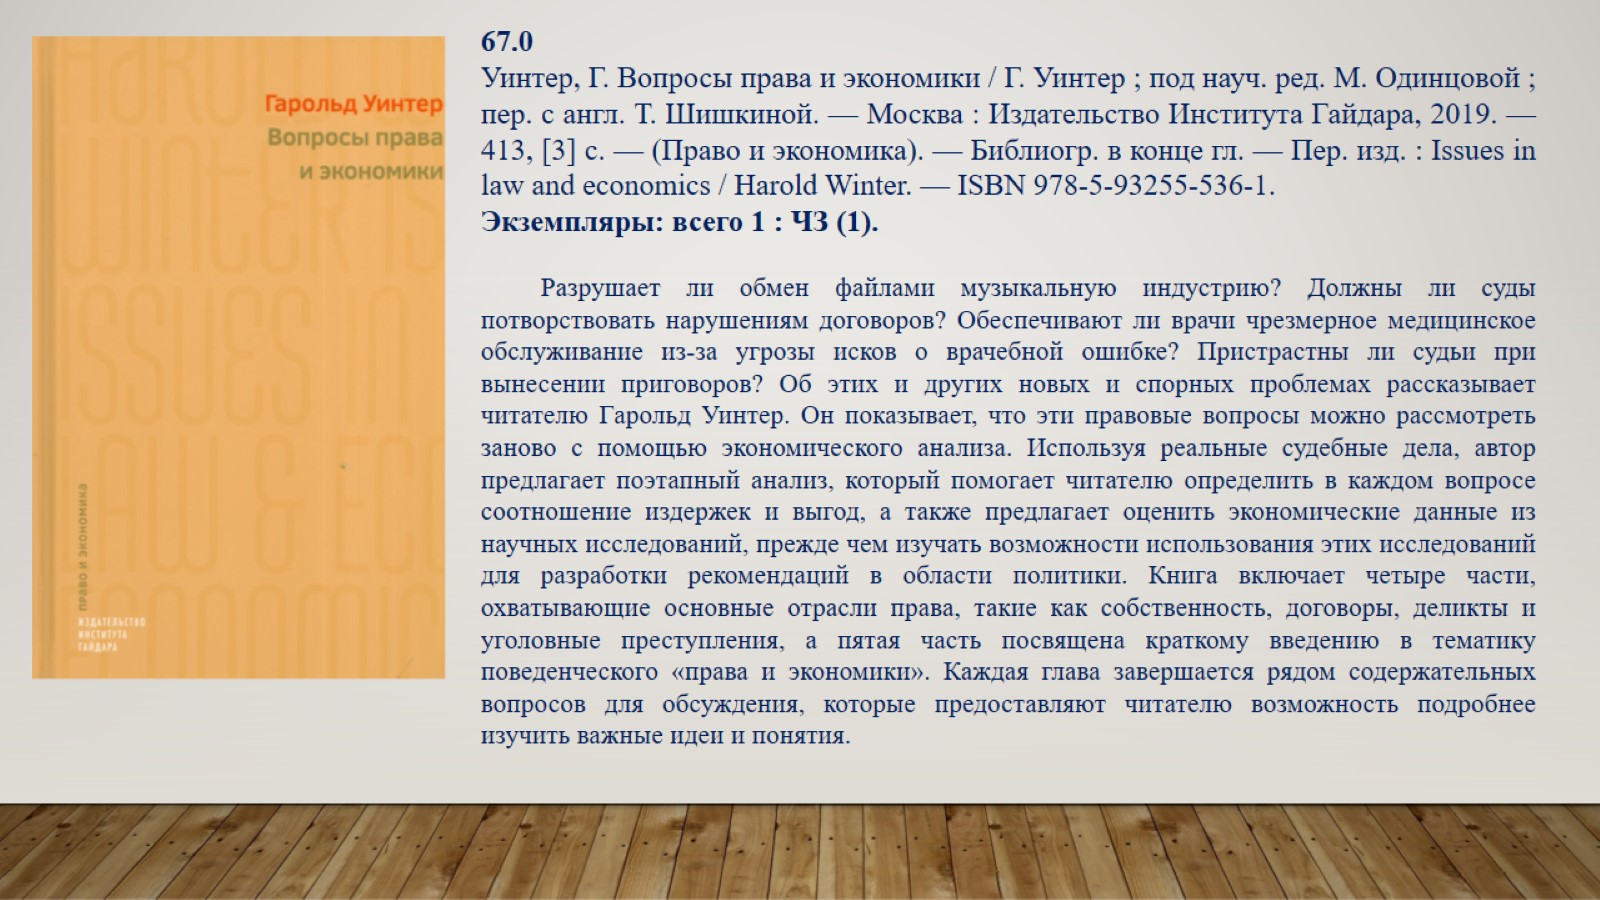 Гарольд Уинтер
Вопросы права
и экономики
право и экономика
ИЗДАТЕЛЬСТВО
ИНСТИТУТА
ГАЙДАРА
67.0
Уинтер, Г. Вопросы права и экономики / Г. Уинтер ; под науч. ред. М. Одинцовой ;
пер. с англ. Т. Шишкиной. — Москва : Издательство Института Гайдара, 2019. —
413, [3] с. — (Право и экономика). — Библиогр. в конце гл. — Пер. изд. : Issues in
law and economics / Harold Winter. — ISBN 978-5-93255-536-1.
Экземпляры: всего 1 : ЧЗ (1).
Разрушает ли обмен файлами музыкальную индустрию? Должны ли суды
потворствовать нарушениям договоров? Обеспечивают ли врачи чрезмерное медицинское
обслуживание из-за угрозы исков о врачебной ошибке? Пристрастны ли судьи при
вынесении приговоров? Об этих и других новых и спорных проблемах рассказывает
читателю Гарольд Уинтер. Он показывает, что эти правовые вопросы можно рассмотреть
заново с помощью экономического анализа. Используя реальные судебные дела, автор
предлагает поэтапный анализ, который помогает читателю определить в каждом вопросе
соотношение издержек и выгод, а также предлагает оценить экономические данные из
научных исследований, прежде чем изучать возможности использования этих исследований
для разработки рекомендаций в области политики. Книга включает четыре части,
охватывающие основные отрасли права, такие как собственность, договоры, деликты и
уголовные преступления, а пятая часть посвящена краткому введению в тематику
поведенческого «права и экономики». Каждая глава завершается рядом содержательных
вопросов для обсуждения, которые предоставляют читателю возможность подробнее
изучить важные идеи и понятия.